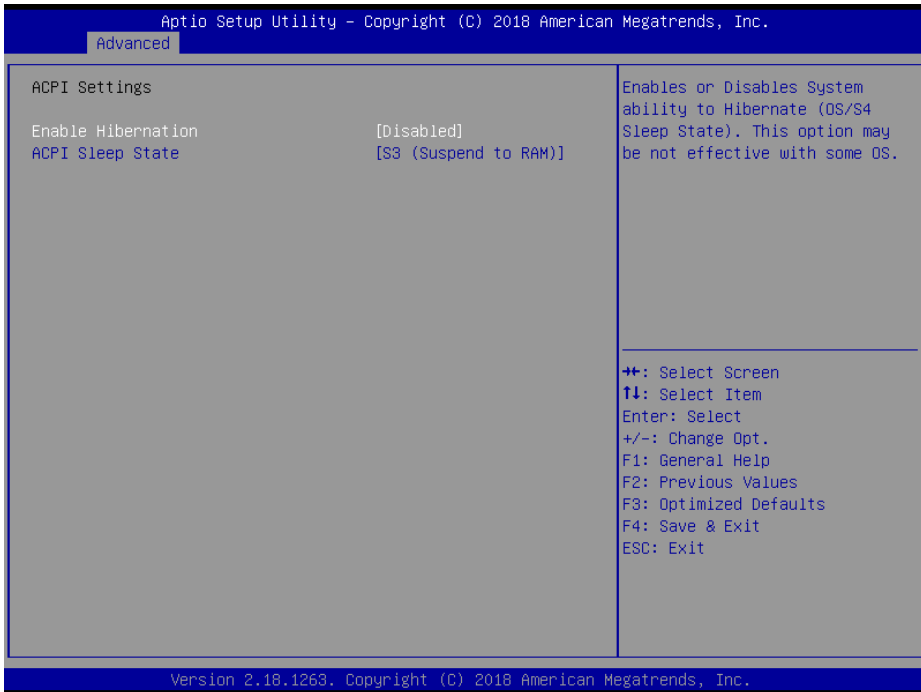 Aptio Setup Utility – Copyright (C) 2018 American Megatrends, Inc.
Advanced
ACPI Settings
Enable Hibernation [Disabled]
ACPI Sleep State [S3 (Suspend to RAM)]
Enables or Disables System
ability to Hibernate (OS/S4
Sleep State). This option may
be not effective with some OS.
→←: Select Screen
↑↓: Select Item
Enter: Select
+/-: Change Opt.
F1: General Help
F2: Previous Values
F3: Optimized Defaults
F4: Save & Exit
ESC: Exit
Version 2.18.1263. Copyright (C) 2018 American Megatrends, Inc.